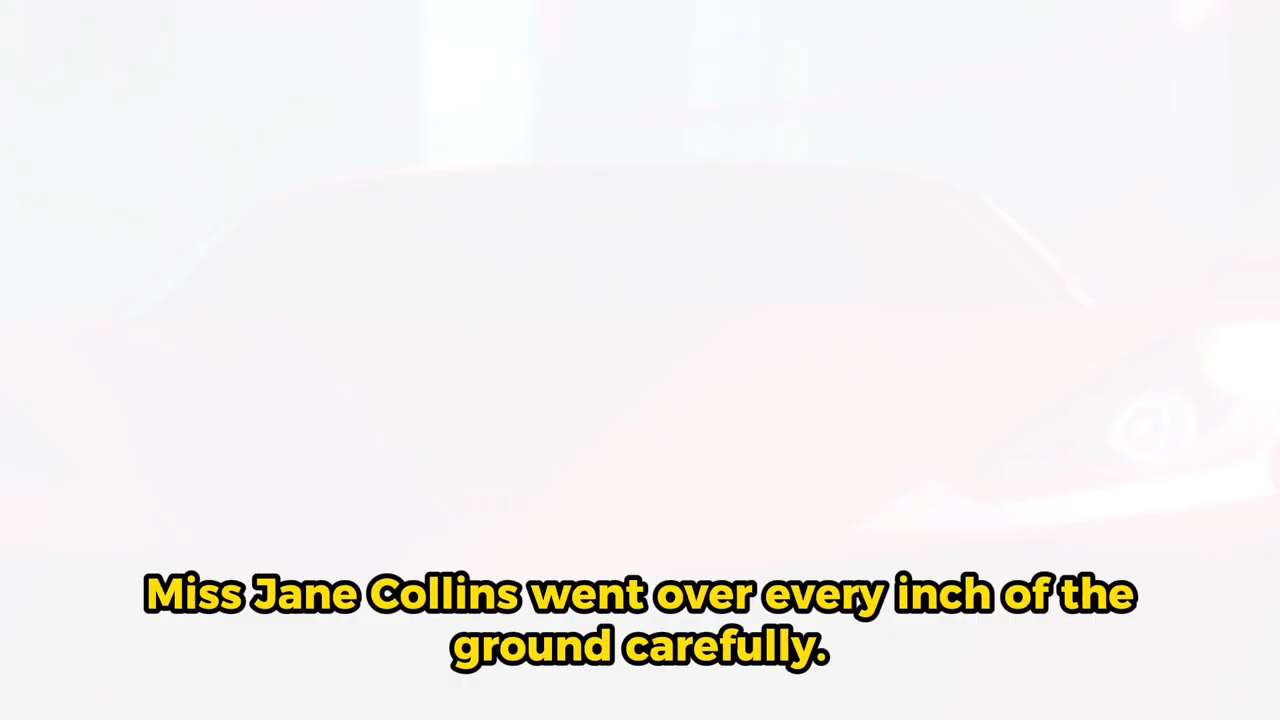 Miss Jane Collins went over every inch of the
ground carefully.